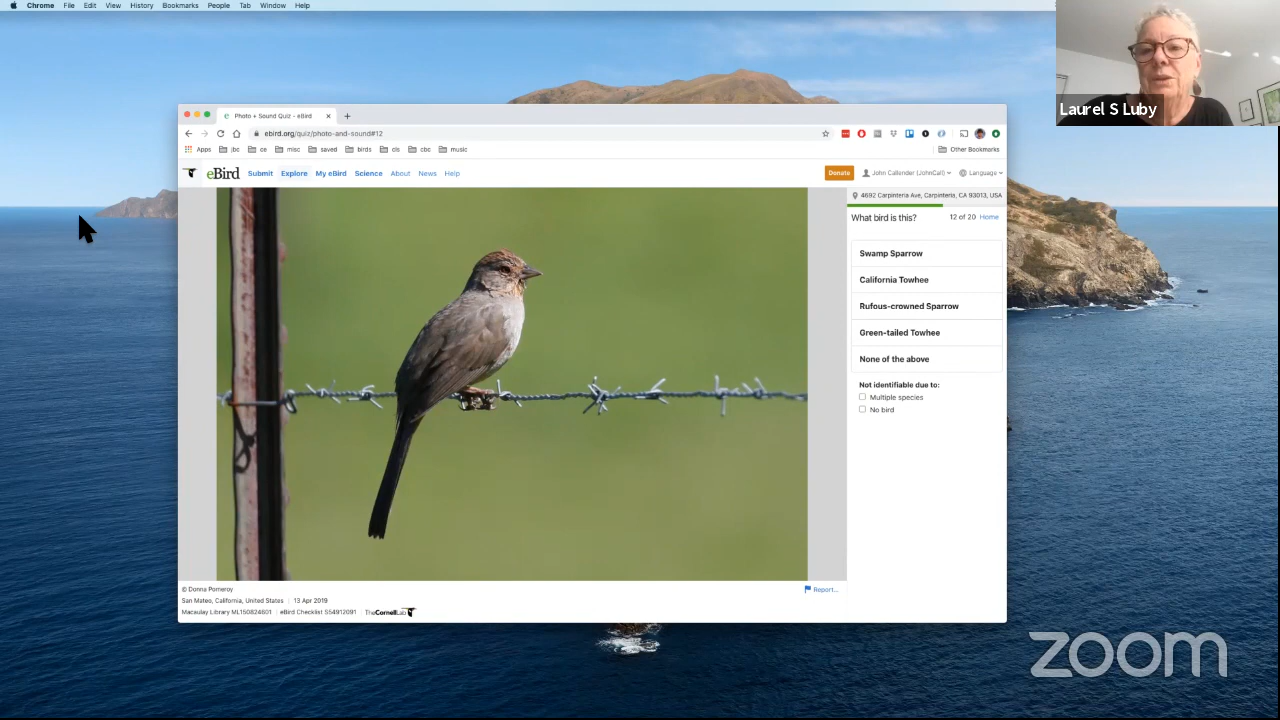 Chrome File Edit View History Bookmarks People Tab Window Help
Laurel S Luby
Photo + Sound Quiz - eBird
ebird.org/quiz/photo-and-sound#12
Apps jbc ce misc saved birds cls cbc music Other Bookmarks
eBird Submit Explore My eBird Science About News Help Donate John Callender (JohnCall) Language
4692 Carpinteria Ave, Carpinteria, CA 93013, USA
What bird is this? 12 of 20 Home
Swamp Sparrow
California Towhee
Rufous-crowned Sparrow
Green-tailed Towhee
None of the above
Not identifiable due to:
Multiple species
No bird
© Donna Pomeroy Report...
San Mateo, California, United States 13 Apr 2019
Macaulay Library ML150824601 eBird Checklist S54912091 TheCornellLab
zoom